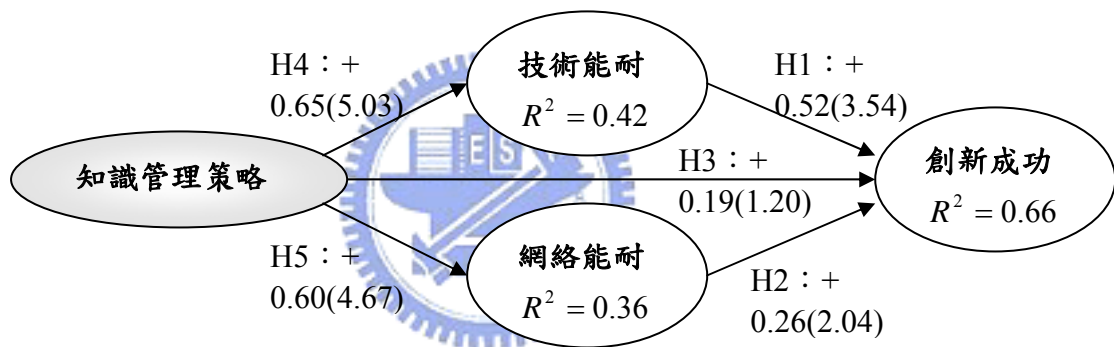 H4：+
0.65(5.03)
技術能耐
R² = 0.42
H1：+
0.52(3.54)
知識管理策略
H3：+
0.19(1.20)
創新成功
R² = 0.66
H5：+
0.60(4.67)
網絡能耐
R² = 0.36
H2：+
0.26(2.04)
ES